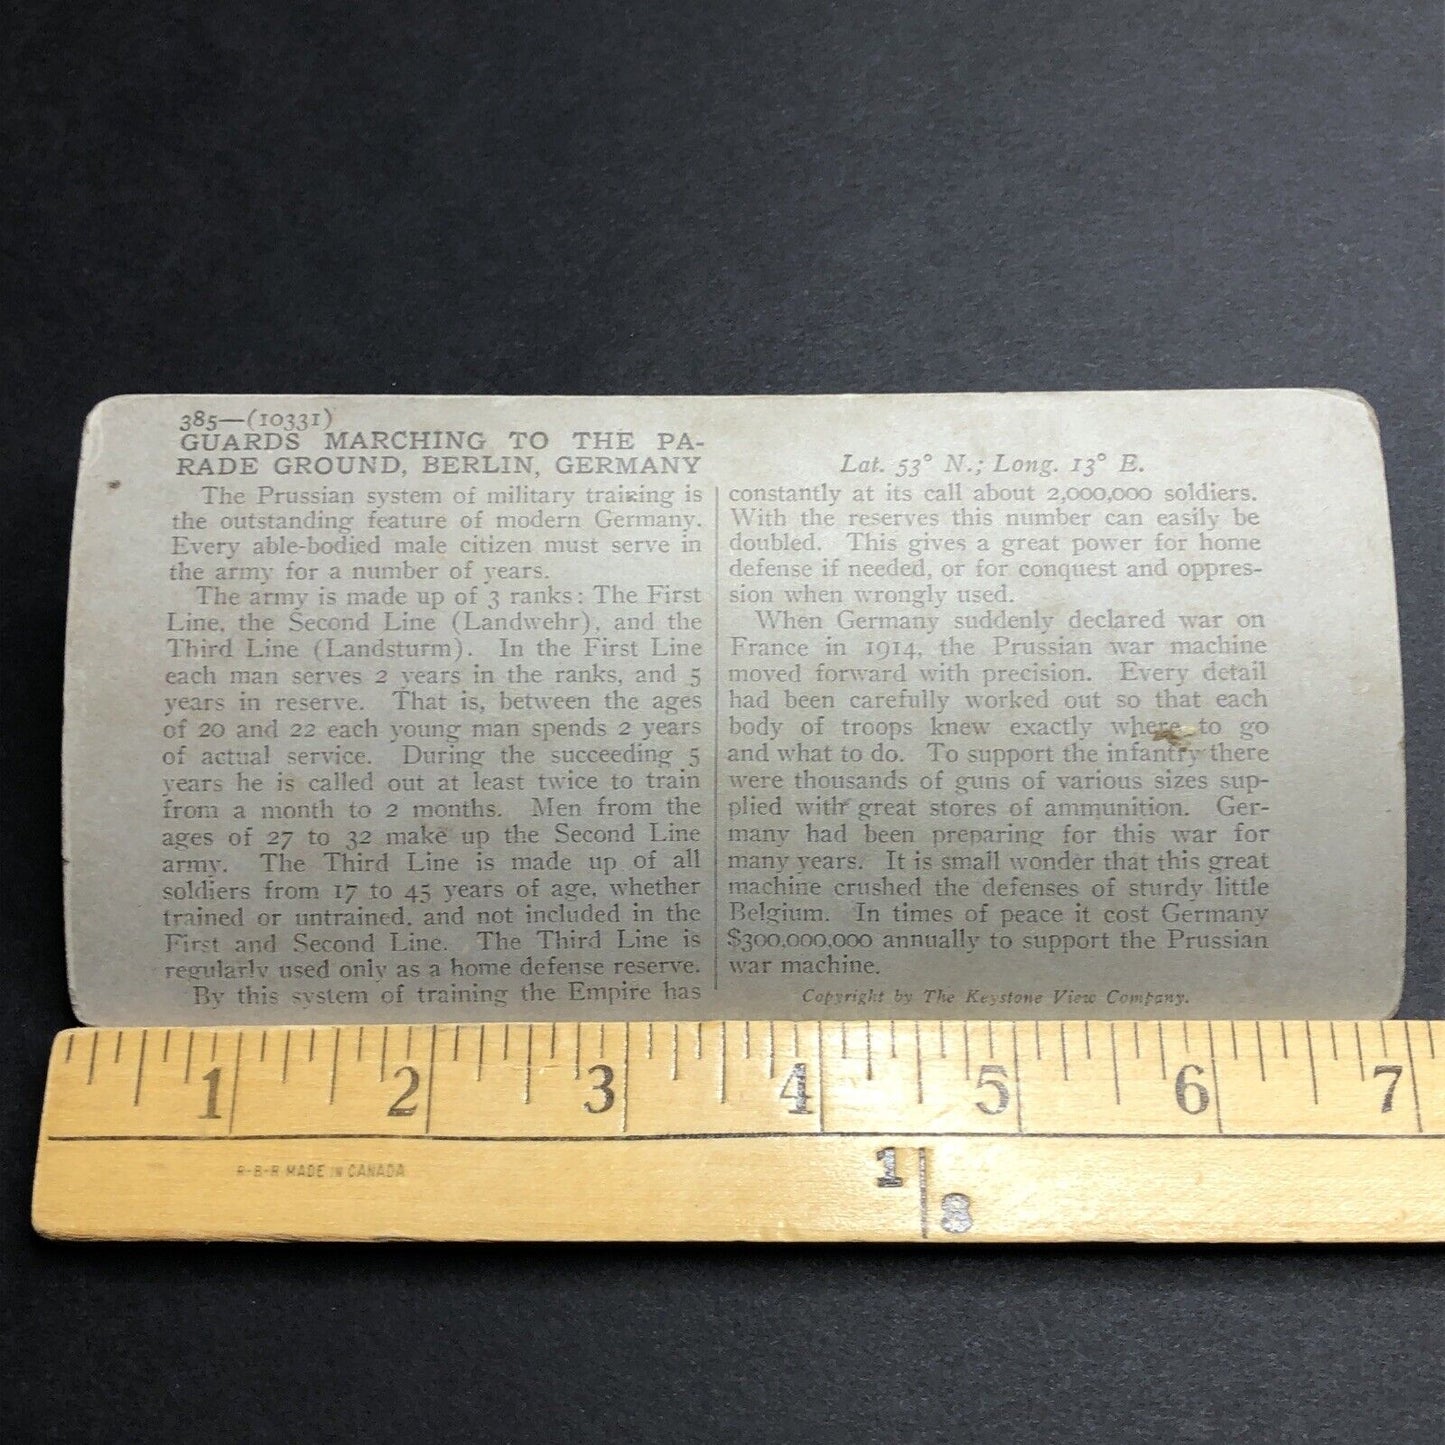 385—(10331)
GUARDS MARCHING TO THE PA-
RADE GROUND, BERLIN, GERMANY
The Prussian system of military training is
the outstanding feature of modern Germany.
Every able-bodied male citizen must serve in
the army for a number of years.
The army is made up of 3 ranks: The First
Line, the Second Line (Landwehr), and the
Third Line (Landsturm). In the First Line
each man serves 2 years in the ranks, and 5
years in reserve. That is, between the ages
of 20 and 22 each young man spends 2 years
of actual service. During the succeeding 5
years he is called out at least twice to train
from a month to 2 months. Men from the
ages of 27 to 32 make up the Second Line
army. The Third Line is made up of all
soldiers from 17 to 45 years of age, whether
trained or untrained, and not included in the
First and Second Line. The Third Line is
regularly used only as a home defense reserve.
By this system of training the Empire has
Lat. 53° N.; Long. 13° E.
constantly at its call about 2,000,000 soldiers.
With the reserves this number can easily be
doubled. This gives a great power for home
defense if needed, or for conquest and oppres-
sion when wrongly used.
When Germany suddenly declared war on
France in 1914, the Prussian war machine
moved forward with precision. Every detail
had been carefully worked out so that each
body of troops knew exactly where to go
and what to do. To support the infantry there
were thousands of guns of various sizes sup-
plied with great stores of ammunition. Ger-
many had been preparing for this war for
many years. It is small wonder that this great
machine crushed the defenses of sturdy little
Belgium. In times of peace it cost Germany
$300,000,000 annually to support the Prussian
war machine.
Copyright by The Keystone View Company.
1 2 3 4 5 6 7
R-B-R MADE IN CANADA
1
8